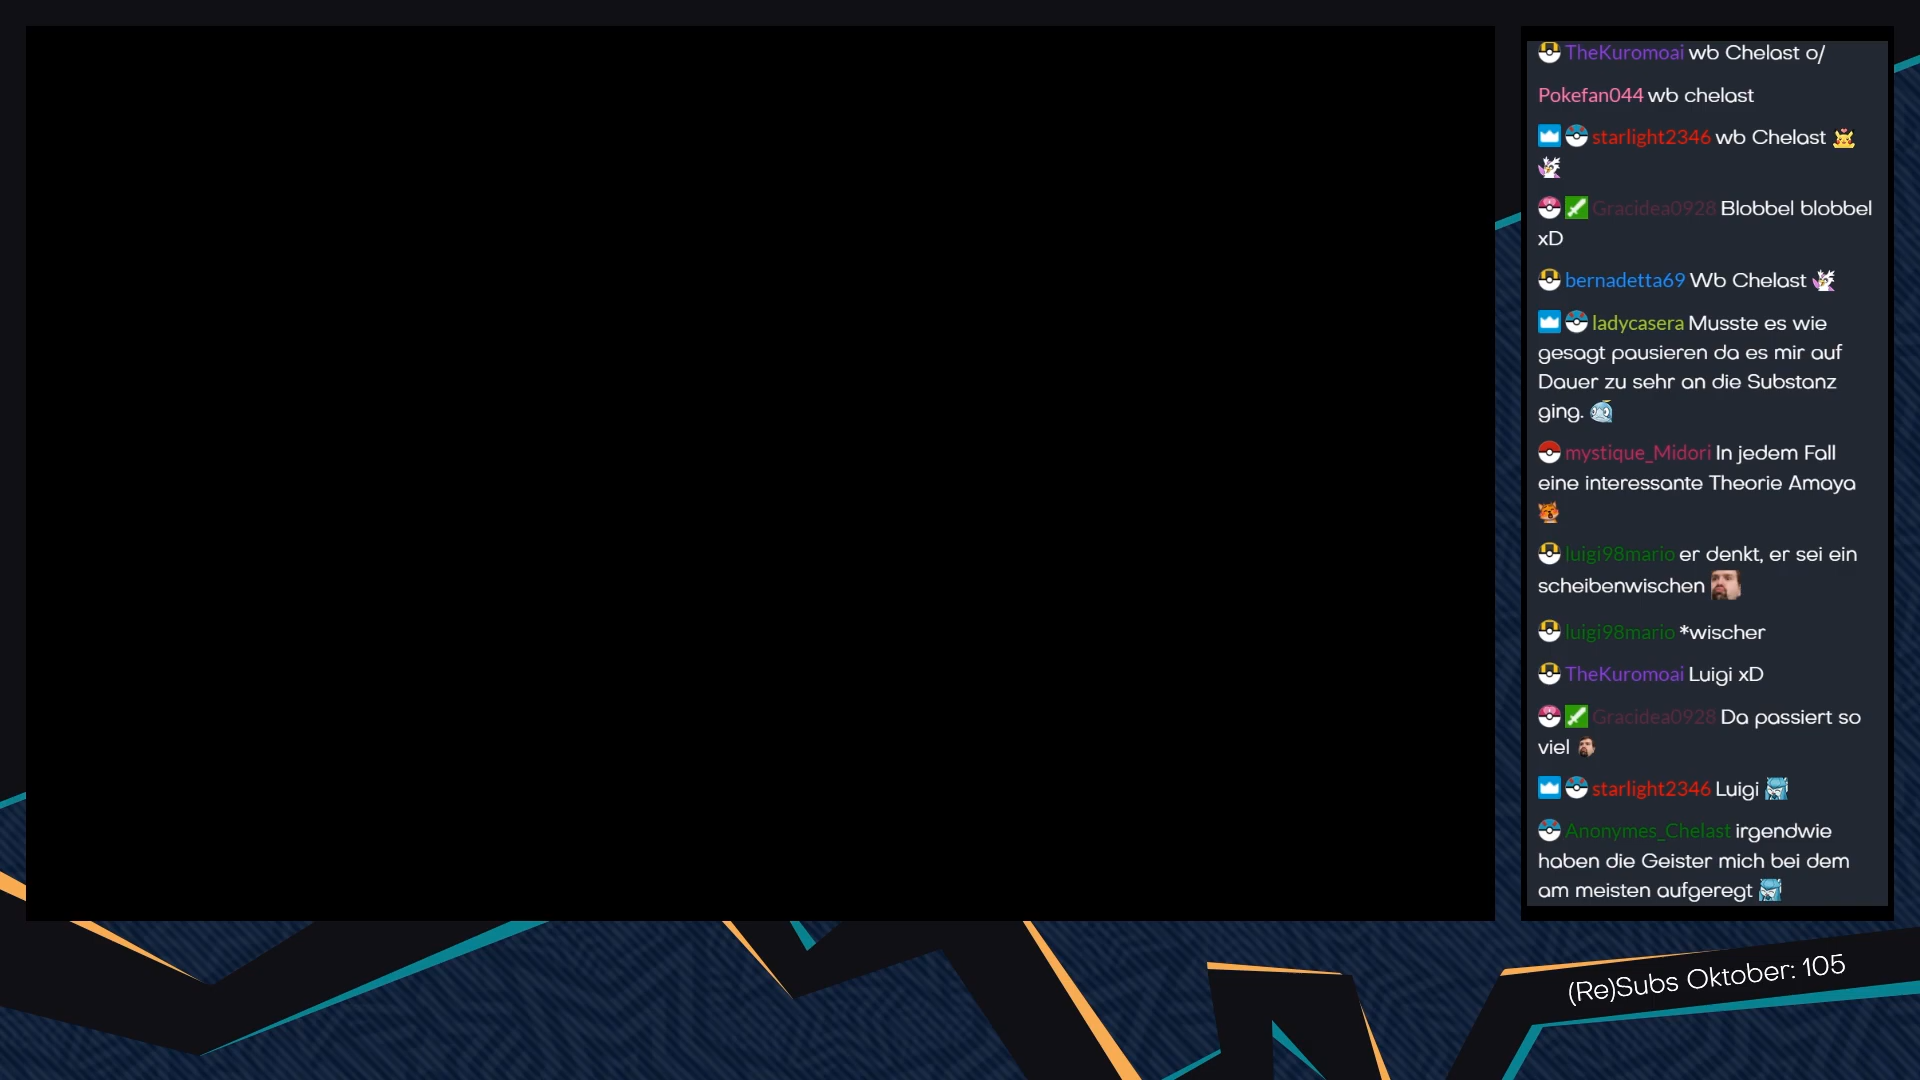 TheKuromoai wb Chelast o/
Pokefan044 wb chelast
starlight2346 wb Chelast
Gracidea0928 Blobbel blobbel
xD
bernadetta69 Wb Chelast
ladycasera Musste es wie
gesagt pausieren da es mir auf
Dauer zu sehr an die Substanz
ging.
mystique_Midori In jedem Fall
eine interessante Theorie Amaya
luigi98mario er denkt, er sei ein
scheibenwischen
luigi98mario *wischer
TheKuromoai Luigi xD
Gracidea0928 Da passiert so
viel
starlight2346 Luigi
Anonymes_Chelast irgendwie
haben die Geister mich bei dem
am meisten aufgeregt
(Re)Subs Oktober: 105